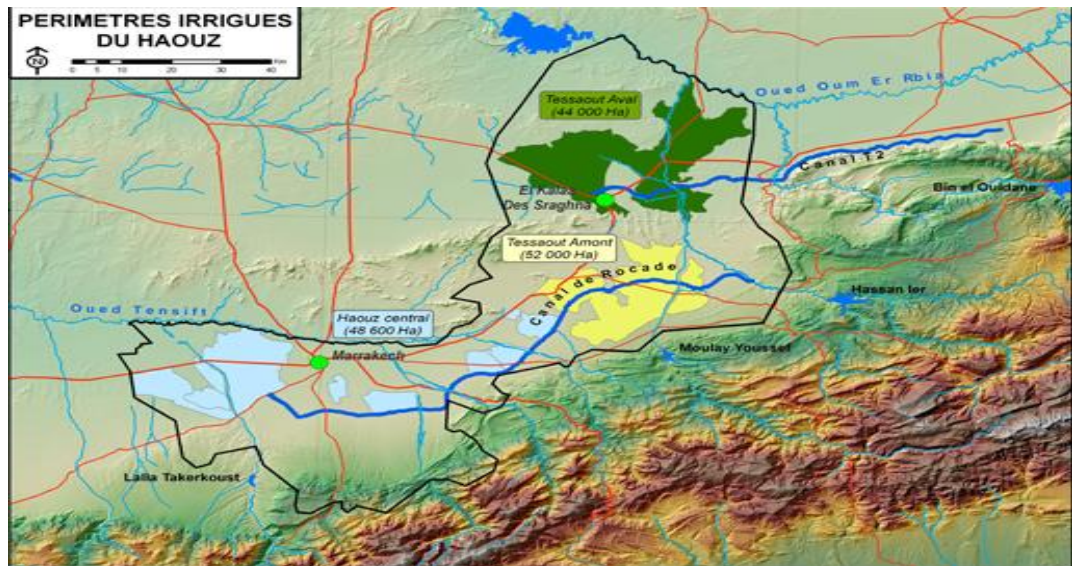 PERIMETRES IRRIGUES
DU HAOUZ
N
0 5 10 20 30 40 Km
Oued Oum Er Rbia
Tessaout Aval
(44 000 Ha)
Canal T2
Bin el Ouidane
El Kalaa
Des Sraghna
Tessaout Amont
(52 000 Ha)
Canal de Rocade
Hassan Ier
Oued Tensift
Haouz central
(48 600 Ha)
Marrakech
Moulay Youssef
Lalla Takerkoust